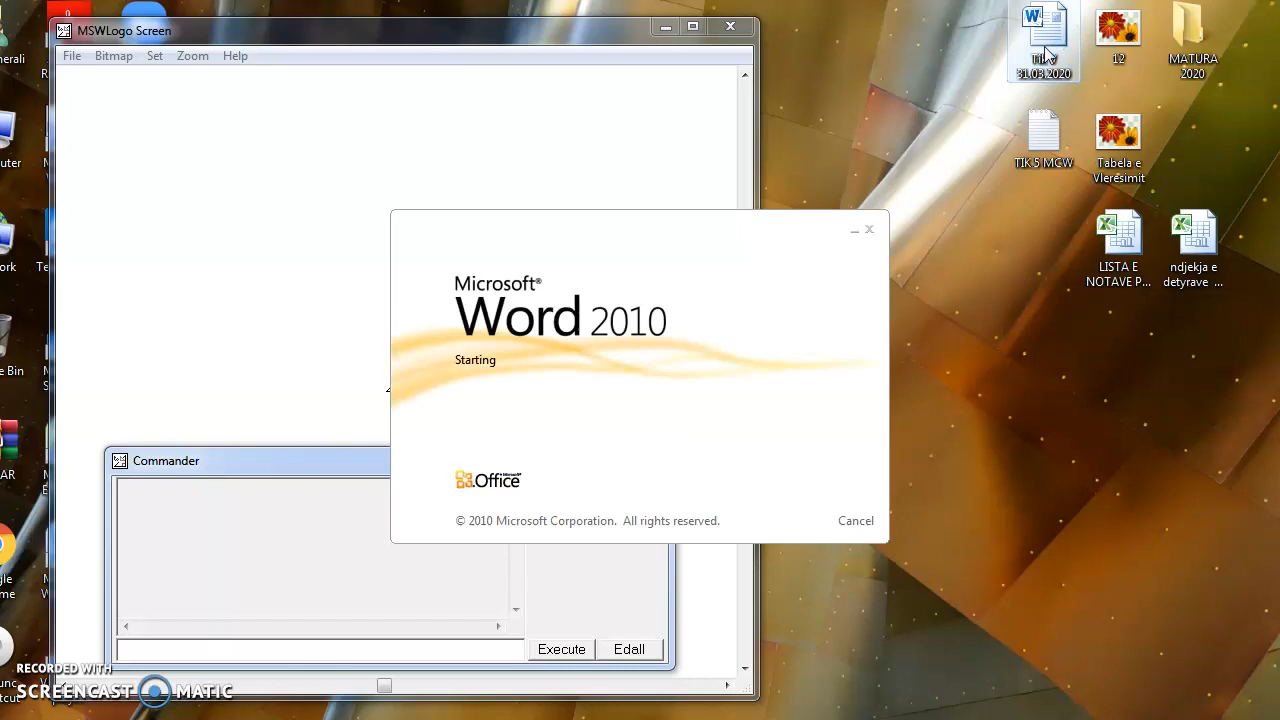 MSWLogo Screen
File Bitmap Set Zoom Help
Microsoft®
Word 2010
Starting
Microsoft®
Office
© 2010 Microsoft Corporation. All rights reserved.
Cancel
Commander
Execute
Edall
31.03.2020
12
MATURA
2020
TIK 5 MCW
Tabela e
Vleresimit
LISTA E
NOTAVE P...
ndjekja e
detyrave ...
RECORDED WITH
SCREENCAST MATIC